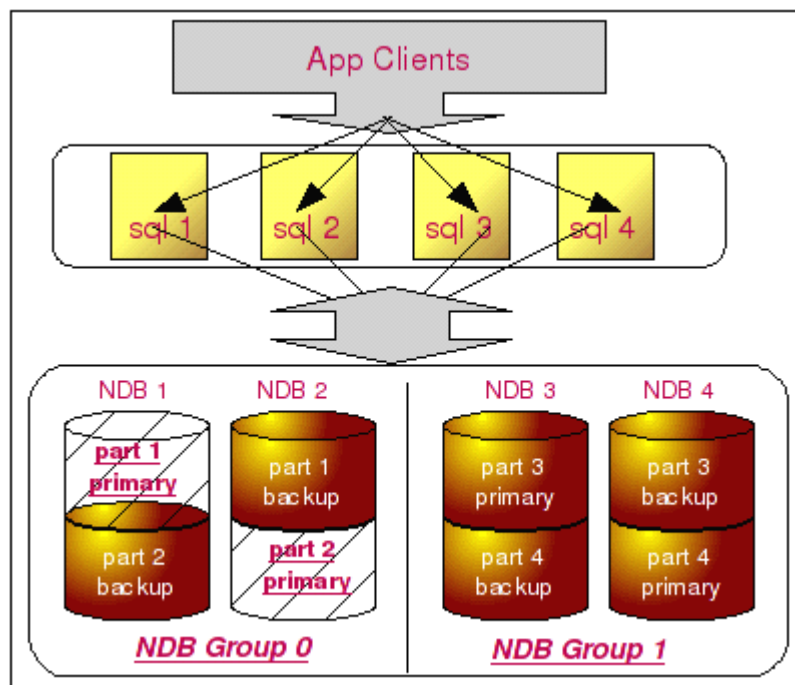 App Clients
sql 1
sql 2
sql 3
sql 4
NDB 1
NDB 2
NDB 3
NDB 4
part 1
primary
part 2
backup
part 1
backup
part 2
primary
part 3
primary
part 4
backup
part 3
backup
part 4
primary
NDB Group 0
NDB Group 1